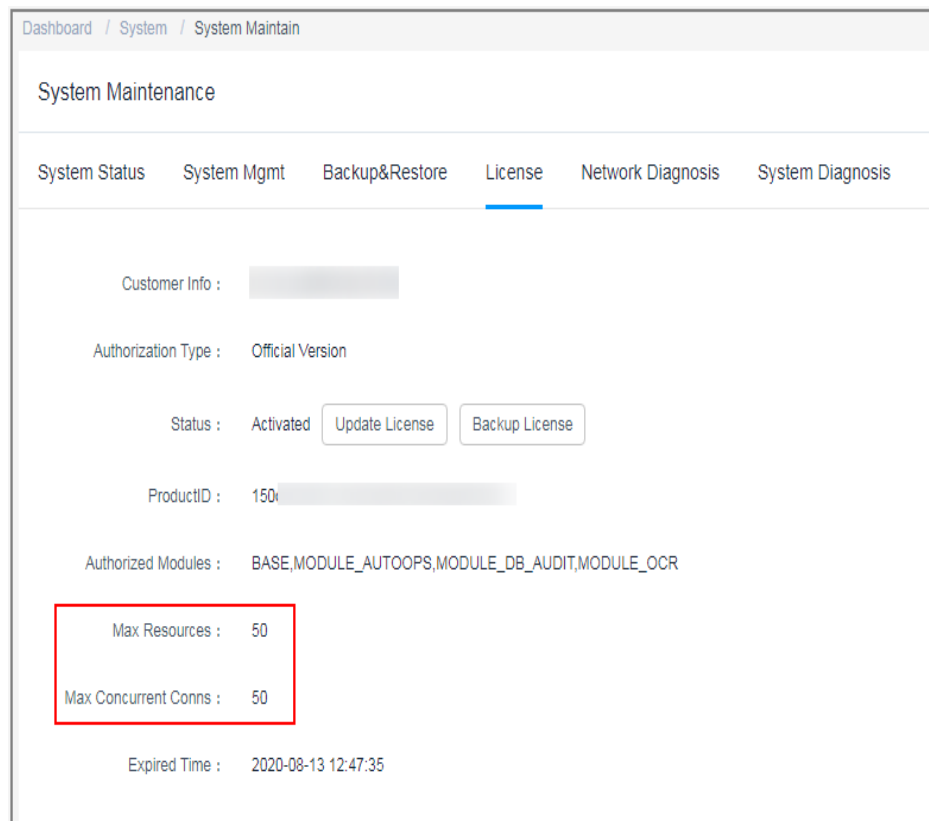 Dashboard / System / System Maintain
System Maintenance
System Status System Mgmt Backup&Restore License Network Diagnosis System Diagnosis
Customer Info :
Authorization Type : Official Version
Status : Activated Update License Backup License
ProductID : 150
Authorized Modules : BASE,MODULE_AUTOOPS,MODULE_DB_AUDIT,MODULE_OCR
Max Resources : 50
Max Concurrent Conns : 50
Expired Time : 2020-08-13 12:47:35